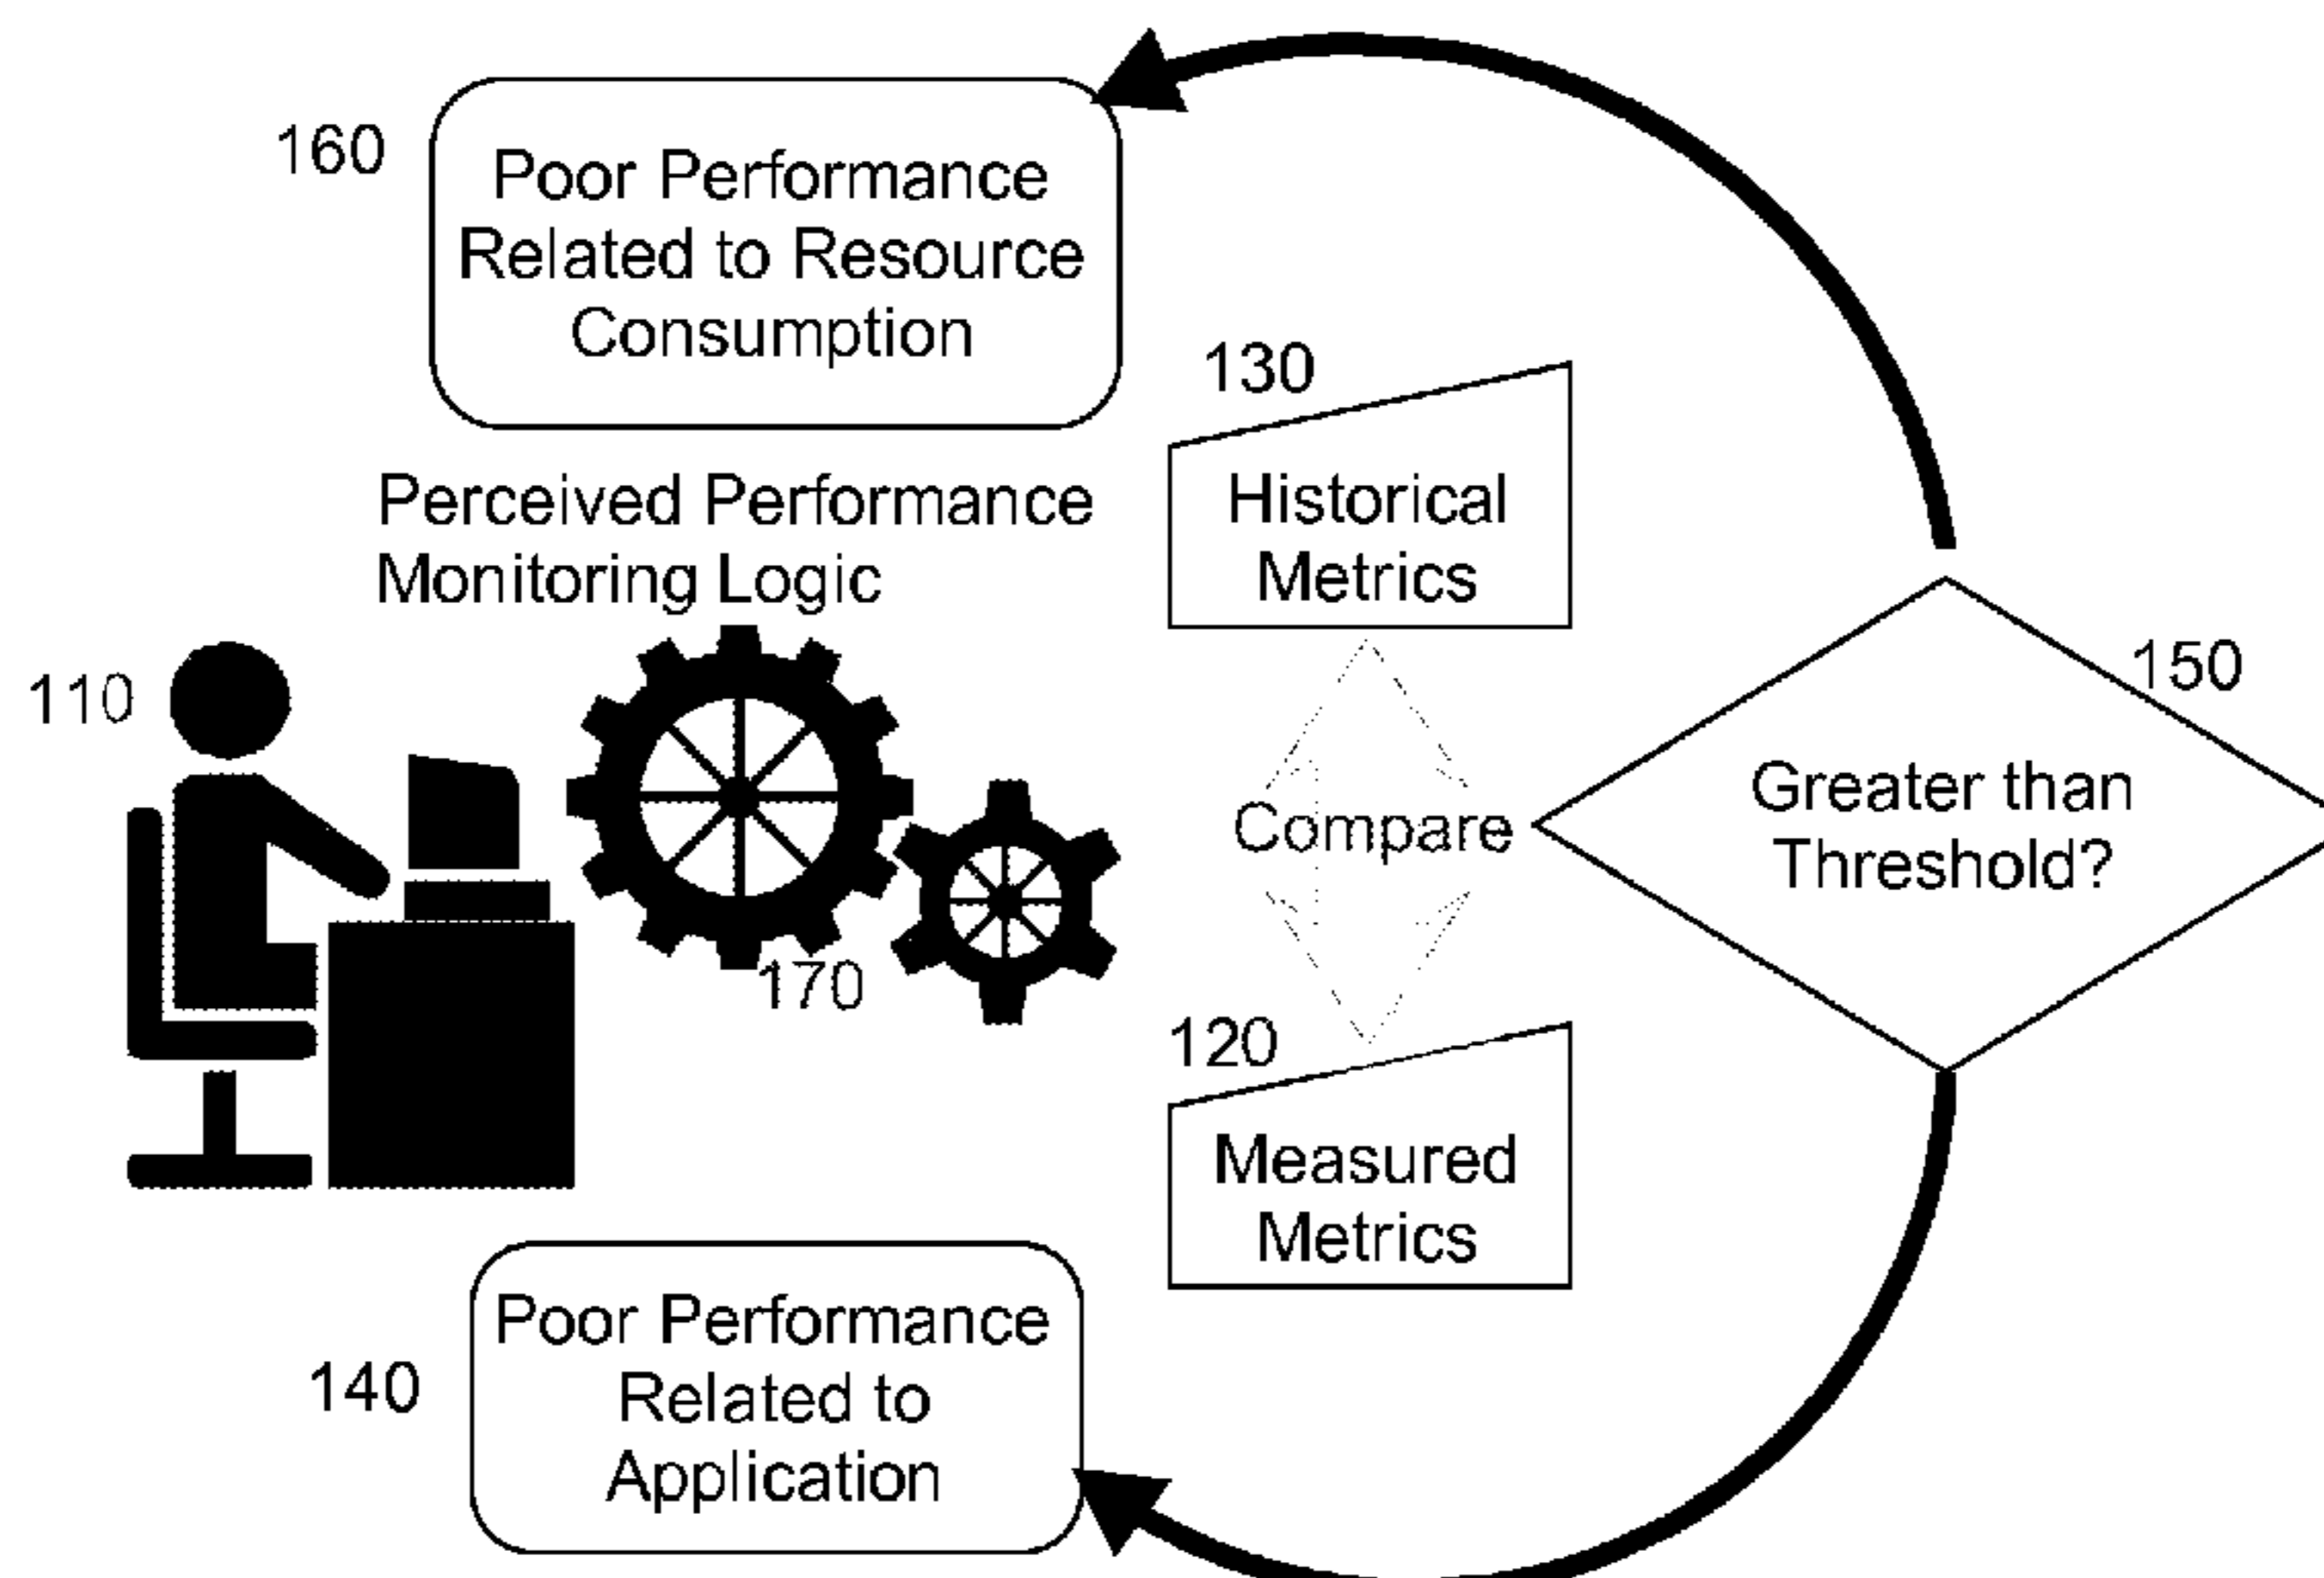 160
Poor Performance
Related to Resource
Consumption
130
Perceived Performance
Monitoring Logic
Historical
Metrics
110
150
Greater than
Threshold?
Compare
170
120
Measured
Metrics
140
Poor Performance
Related to
Application